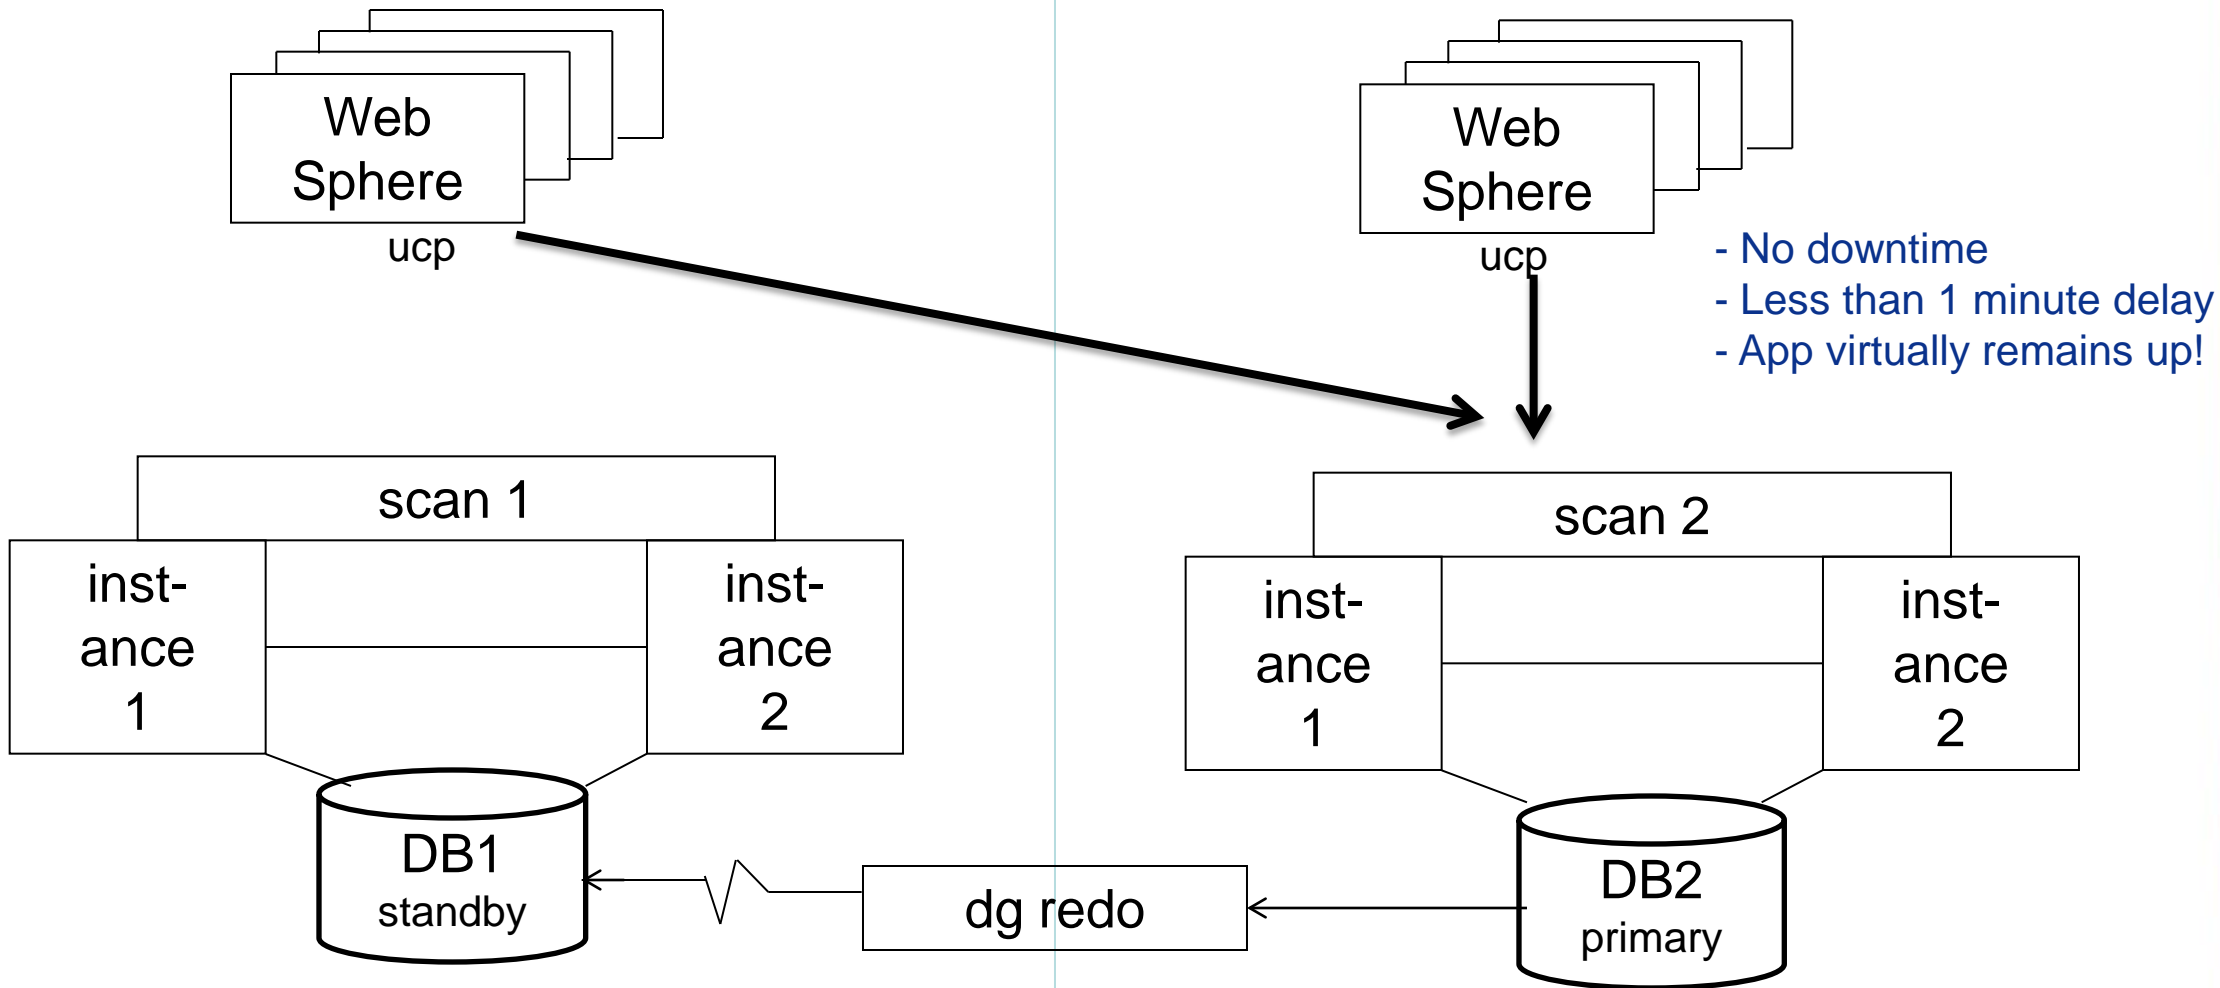 Web
Sphere
ucp
Web
Sphere
ucp
- No downtime
- Less than 1 minute delay
- App virtually remains up!
scan 1
inst-
ance
1
inst-
ance
2
scan 2
inst-
ance
1
inst-
ance
2
DB1
standby
dg redo
DB2
primary